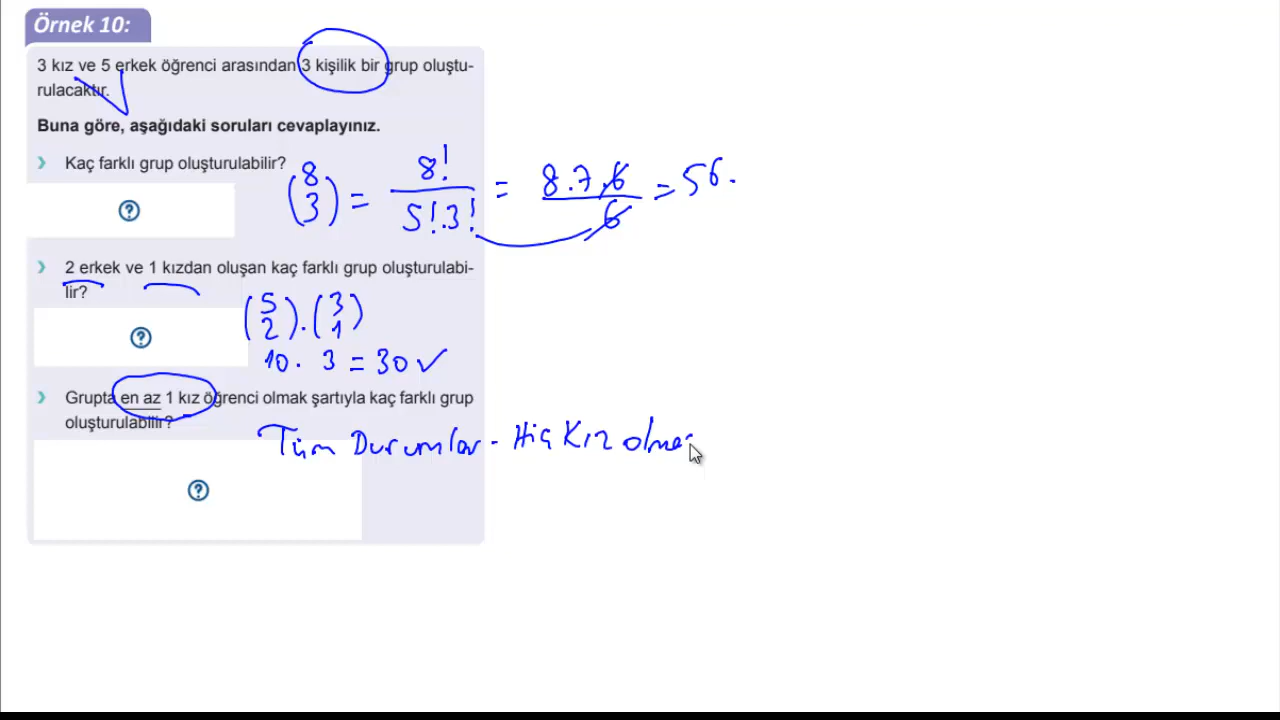 Örnek 10:
3 kız ve 5 erkek öğrenci arasından 3 kişilik bir grup oluştu-
rulacaktır.
Buna göre, aşağıdaki soruları cevaplayınız.
› Kaç farklı grup oluşturulabilir?
(8 3) = 8! / 5!.3! = 8.7.6 / 6 = 56.
?
› 2 erkek ve 1 kızdan oluşan kaç farklı grup oluşturulabi-
lir?
(5 2).(3 1)
?
10. 3 = 30 ✓
› Grupta en az 1 kız öğrenci olmak şartıyla kaç farklı grup
oluşturulabilir?
Tüm Durumlar - Hiç Kız olma
?